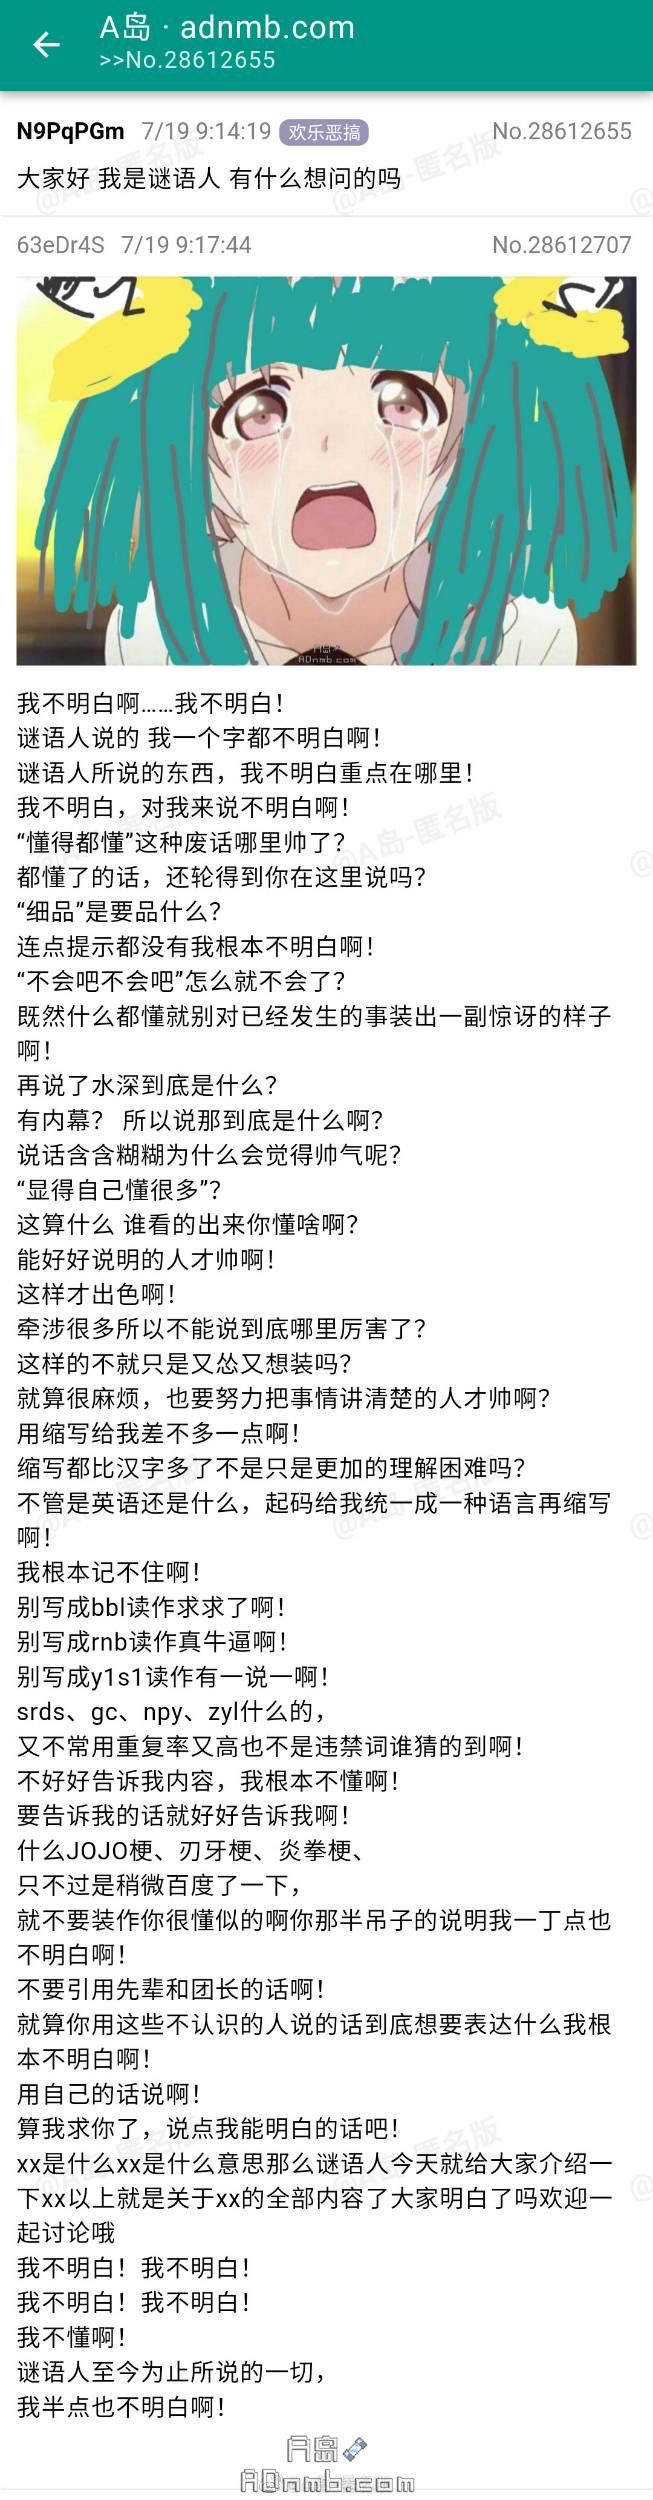 A岛 · adnmb.com
>>No.28612655
N9PqPGm 7/19 9:14:19 欢乐恶搞 No.28612655
大家好 我是谜语人 有什么想问的吗
63eDr4S 7/19 9:17:44 No.28612707
A岛
ADnmb.com
我不明白啊……我不明白！
谜语人说的 我一个字都不明白啊！
谜语人所说的东西，我不明白重点在哪里！
我不明白，对我来说不明白啊！
“懂得都懂”这种废话哪里帅了？
都懂了的话，还轮得到你在这里说吗？
“细品”是要品什么？
连点提示都没有我根本不明白啊！
“不会吧不会吧”怎么就不会了？
既然什么都懂就别对已经发生的事装出一副惊讶的样子
啊！
再说了水深到底是什么？
有内幕？ 所以说那到底是什么啊？
说话含含糊糊为什么会觉得帅气呢？
“显得自己懂很多”？
这算什么 谁看的出来你懂啥啊？
能好好说明的人才帅啊！
这样才出色啊！
牵涉很多所以不能说到底哪里厉害了？
这样的不就只是又怂又想装吗？
就算很麻烦，也要努力把事情讲清楚的人才帅啊？
用缩写给我差不多一点啊！
缩写都比汉字多了不是只是更加的理解困难吗？
不管是英语还是什么，起码给我统一成一种语言再缩写
啊！
我根本记不住啊！
别写成bbl读作求求了啊！
别写成rnb读作真牛逼啊！
别写成y1s1读作有一说一啊！
srds、gc、npy、zyl什么的，
又不常用重复率又高也不是违禁词谁猜的到啊！
不好好告诉我内容，我根本不懂啊！
要告诉我的话就好好告诉我啊！
什么JOJO梗、刃牙梗、炎拳梗、
只不过是稍微百度了一下，
就不要装作你很懂似的啊你那半吊子的说明我一丁点也
不明白啊！
不要引用先辈和团长的话啊！
就算你用这些不认识的人说的话到底想要表达什么我根
本不明白啊！
用自己的话说啊！
算我求你了，说点我能明白的话吧！
xx是什么xx是什么意思那么谜语人今天就给大家介绍一
下xx以上就是关于xx的全部内容了大家明白了吗欢迎一
起讨论哦
我不明白！我不明白！
我不明白！我不明白！
我不懂啊！
谜语人至今为止所说的一切，
我半点也不明白啊！
A岛
ADnmb.com
@A岛-匿名版